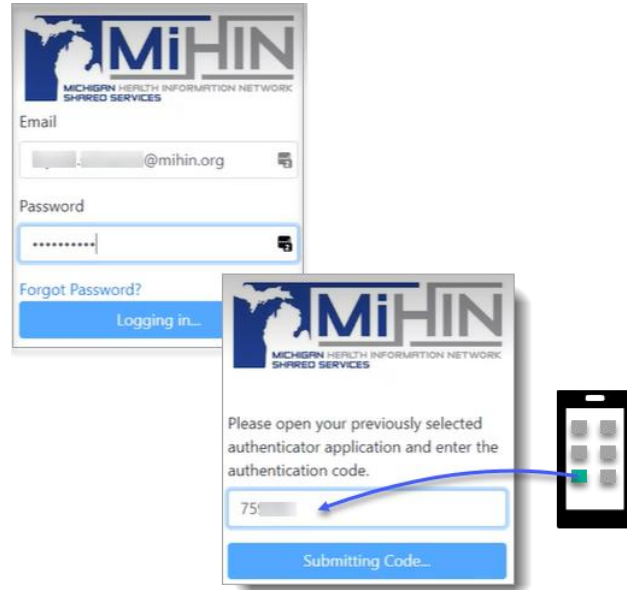 MiHIN
MICHIGAN HEALTH INFORMATION NETWORK
SHARED SERVICES
Email
@mihin.org
Password
Forgot Password?
Logging in...
MiHIN
MICHIGAN HEALTH INFORMATION NETWORK
SHARED SERVICES
Please open your previously selected
authenticator application and enter the
authentication code.
75
Submitting Code...